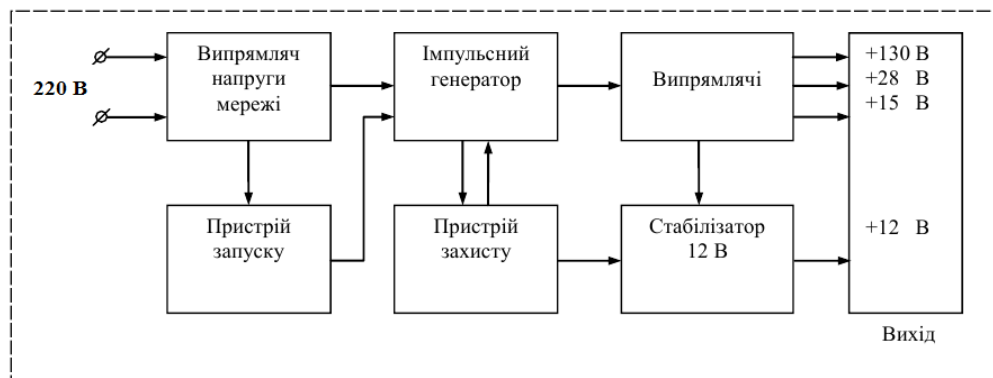 220 В
Випрямляч
напруги
мережі
Імпульсний
генератор
Випрямлячі
+130 В
+28 В
+15 В
Пристрій
запуску
Пристрій
захисту
Стабілізатор
12 В
+12 В
Вихід